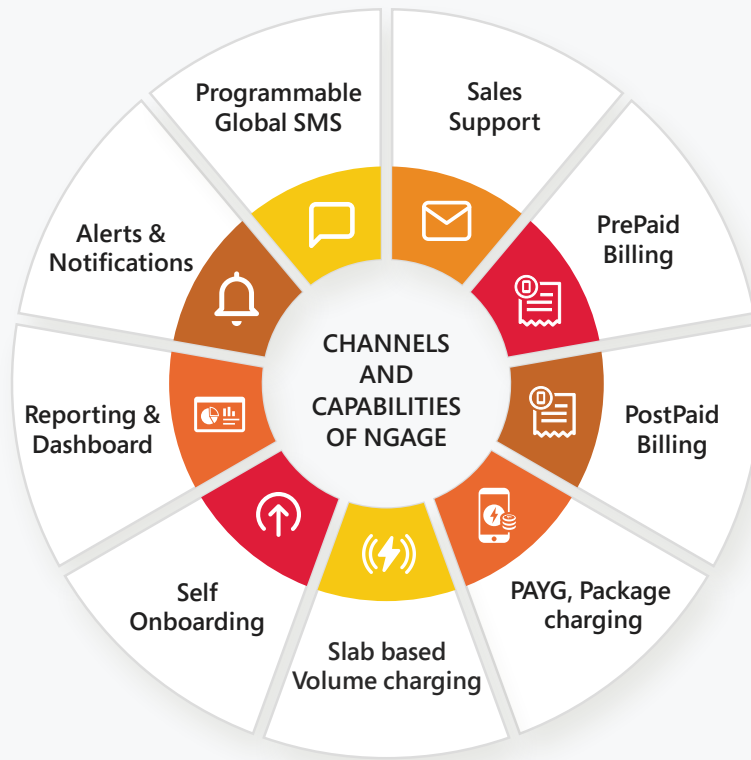 Programmable
Global SMS
Sales
Support
PrePaid
Billing
PostPaid
Billing
PAYG, Package
charging
Slab based
Volume charging
Self
Onboarding
Reporting &
Dashboard
Alerts &
Notifications
CHANNELS
AND
CAPABILITIES
OF NGAGE